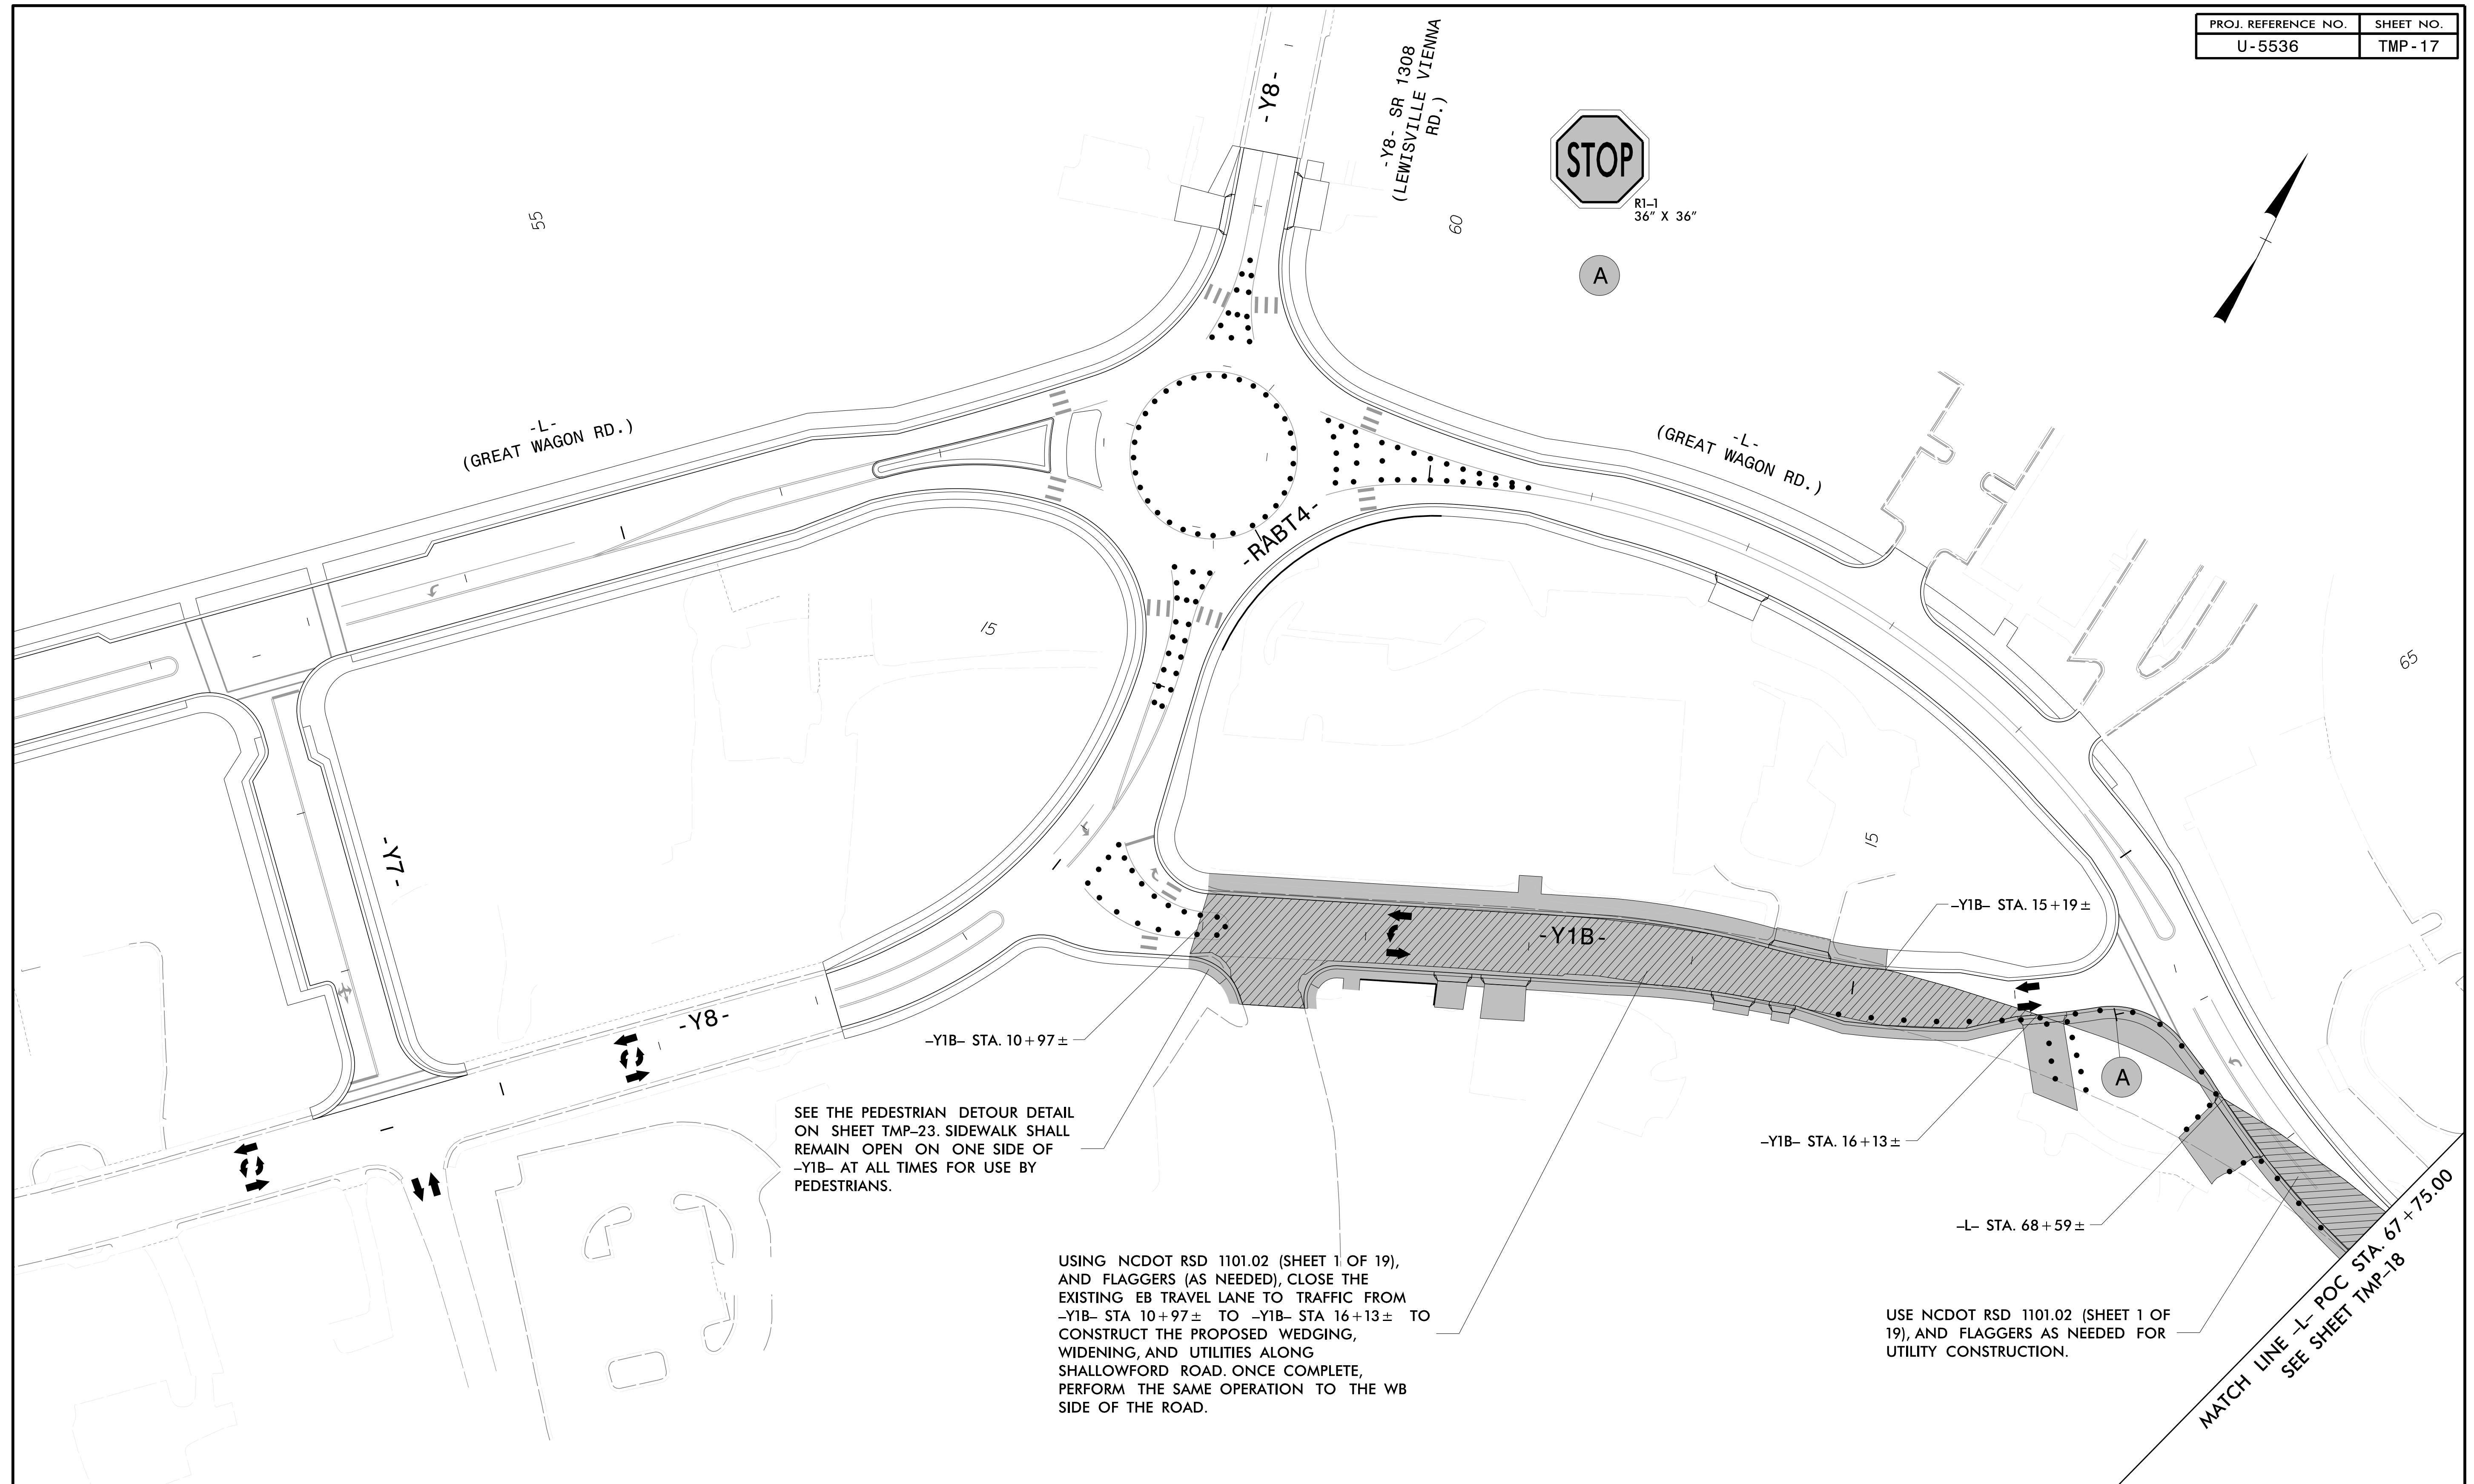 PROJ. REFERENCE NO.
SHEET NO.
U-5536
TMP-17
-Y8-
-Y8- SR 1308
(LEWISVILLE VIENNA
RD.)
STOP
R1-1
36" X 36"
A
55
60
-L-
(GREAT WAGON RD.)
-L-
(GREAT WAGON RD.)
-RABT4-
15
65
-Y7-
15
-Y1B- STA. 15+19±
-Y1B-
-Y8-
-Y1B- STA. 10+97±
A
SEE THE PEDESTRIAN DETOUR DETAIL
ON SHEET TMP-23. SIDEWALK SHALL
REMAIN OPEN ON ONE SIDE OF
-Y1B- AT ALL TIMES FOR USE BY
PEDESTRIANS.
-Y1B- STA. 16+13±
-L- STA. 68+59±
USING NCDOT RSD 1101.02 (SHEET 1 OF 19),
AND FLAGGERS (AS NEEDED), CLOSE THE
EXISTING EB TRAVEL LANE TO TRAFFIC FROM
-Y1B- STA 10+97± TO -Y1B- STA 16+13± TO
CONSTRUCT THE PROPOSED WEDGING,
WIDENING, AND UTILITIES ALONG
SHALLOWFORD ROAD. ONCE COMPLETE,
PERFORM THE SAME OPERATION TO THE WB
SIDE OF THE ROAD.
USE NCDOT RSD 1101.02 (SHEET 1 OF
19), AND FLAGGERS AS NEEDED FOR
UTILITY CONSTRUCTION.
MATCH LINE -L- POC STA. 67+75.00
SEE SHEET TMP-18